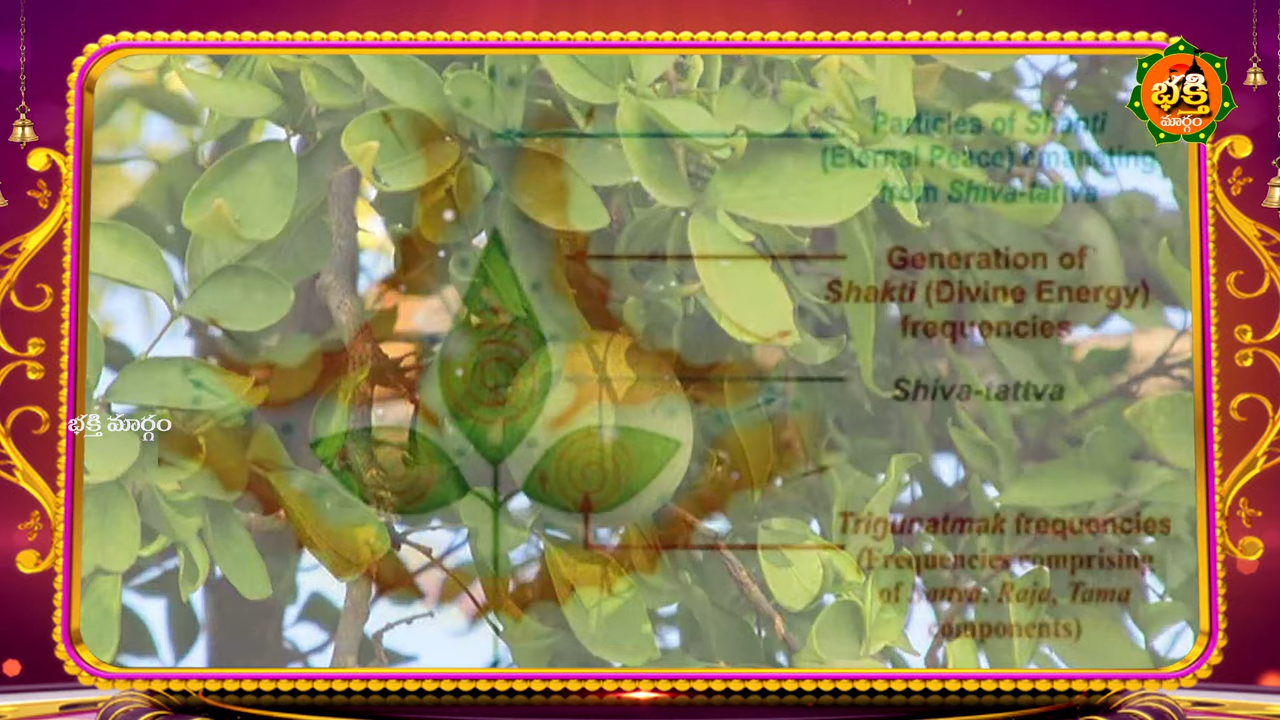 భక్తి
మార్గం
Particles of Shanti
(Eternal Peace) emanating
from Shiva-tattva
Generation of
Shakti (Divine Energy)
frequencies
Shiva-tattva
భక్తి మార్గం
Trigunatmak frequencies
(Frequencies comprising
of Sattva, Raja, Tama
components)